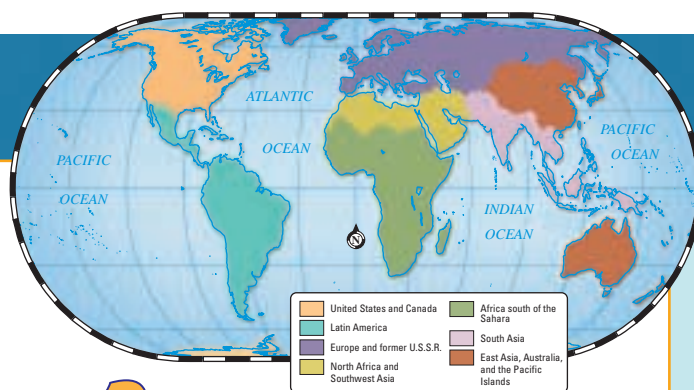 ATLANTIC
OCEAN
PACIFIC
OCEAN
PACIFIC
OCEAN
INDIAN
OCEAN
N
United States and Canada
Latin America
Europe and former U.S.S.R.
North Africa and
Southwest Asia
Africa south of the
Sahara
South Asia
East Asia, Australia,
and the Pacific
Islands